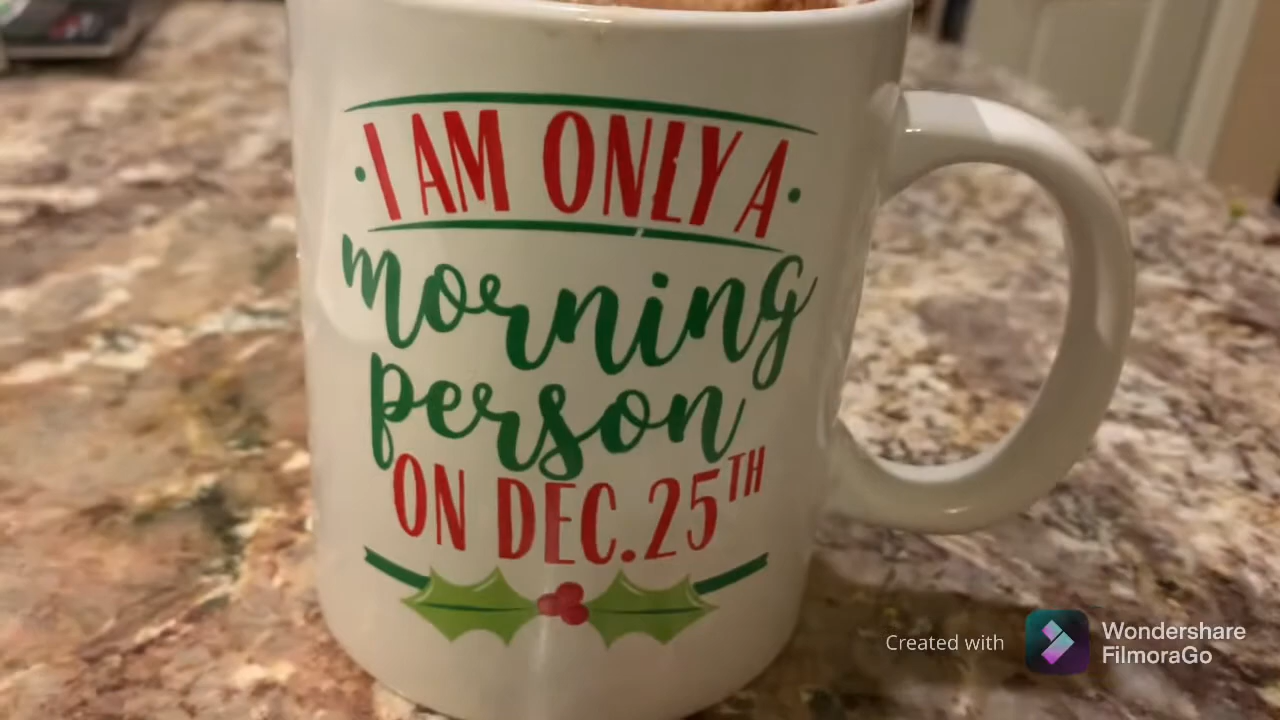 I AM ONLY A
morning
person
ON DEC.25TH
Created with
Wondershare
FilmoraGo